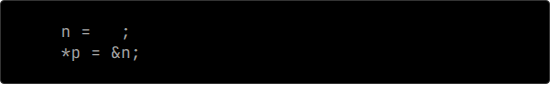 n = ;
*p = &n;